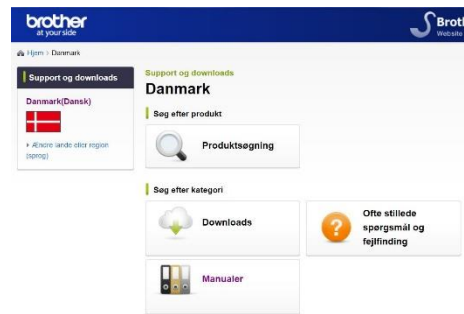 brother
at your side
Broth
Website
Hjem > Danmark
Support og downloads
Danmark(Dansk)
Ændre lande eller region
(sprog)
Support og downloads
Danmark
Søg efter produkt
Produktsøgning
Søg efter kategori
Downloads
Ofte stillede
spørgsmål og
fejlfinding
Manualer